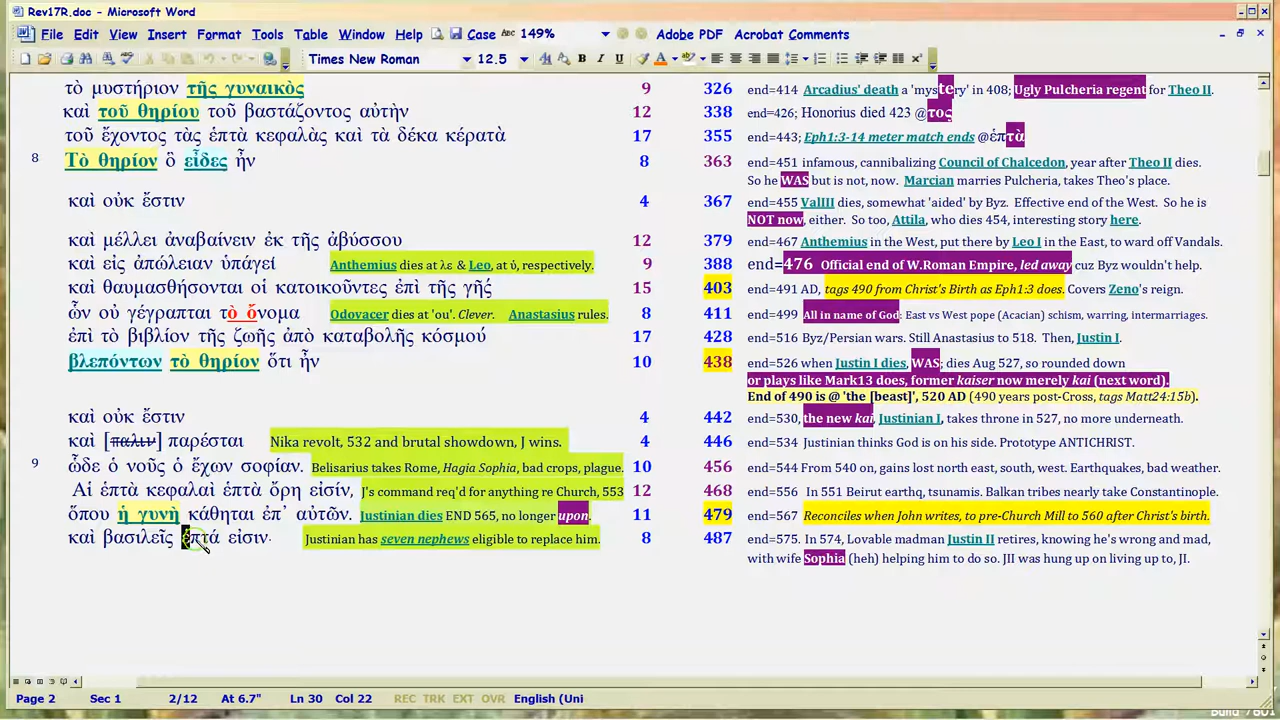 Rev17R.doc - Microsoft Word
File Edit View Insert Format Tools Table Window Help Case 149% Adobe PDF Acrobat Comments
Times New Roman 12.5 B I U
τὸ μυστήριον τῆς γυναικὸς 9 326 end=414 Arcadius' death a 'mystery' in 408; Ugly Pulcheria regent for Theo II.
καὶ τοῦ θηρίου τοῦ βαστάζοντος αὐτὴν 12 338 end=426; Honorius died 423 @τος
τοῦ ἔχοντος τὰς ἑπτὰ κεφαλὰς καὶ τὰ δέκα κέρατὰ 17 355 end=443; Eph1:3-14 meter match ends @ἑπτὰ
8 Τὸ θηρίον ὃ εἶδες ἦν 8 363 end=451 infamous, cannibalizing Council of Chalcedon, year after Theo II dies.
So he WAS but is not, now. Marcian marries Pulcheria, takes Theo's place.
καὶ οὐκ ἔστιν 4 367 end=455 ValIII dies, somewhat 'aided' by Byz. Effective end of the West. So he is
NOT now, either. So too, Attila, who dies 454, interesting story here.
καὶ μέλλει ἀναβαίνειν ἐκ τῆς ἀβύσσου 12 379 end=467 Anthemius in the West, put there by Leo I in the East, to ward off Vandals.
καὶ εἰς ἀπώλειαν ὑπάγεί Anthemius dies at λε & Leo, at ύ, respectively. 9 388 end=476 Official end of W.Roman Empire, led away cuz Byz wouldn't help.
καὶ θαυμασθήσονται οἱ κατοικοῦντες ἐπὶ τῆς γῆς 15 403 end=491 AD, tags 490 from Christ's Birth as Eph1:3 does. Covers Zeno's reign.
ὧν οὐ γέγραπται τὸ ὄνομα Odovacer dies at 'ou'. Clever. Anastasius rules. 8 411 end=499 All in name of God: East vs West pope (Acacian) schism, warring, intermarriages.
ἐπὶ τὸ βιβλίον τῆς ζωῆς ἀπὸ καταβολῆς κόσμού 17 428 end=516 Byz/Persian wars. Still Anastasius to 518. Then, Justin I.
βλεπόντων τὸ θηρίον ὅτι ἦν 10 438 end=526 when Justin I dies, WAS; dies Aug 527, so rounded down
or plays like Mark13 does, former kaiser now merely kai (next word).
End of 490 is @ 'the [beast]', 520 AD (490 years post-Cross, tags Matt24:15b).
καὶ οὐκ ἔστιν 4 442 end=530, the new kai, Justinian I, takes throne in 527, no more underneath.
καὶ [παλιν] παρέσται Nika revolt, 532 and brutal showdown, J wins. 4 446 end=534 Justinian thinks God is on his side. Prototype ANTICHRIST.
9 ὧδε ὁ νοῦς ὁ ἔχων σοφίαν. Belisarius takes Rome, Hagia Sophia, bad crops, plague. 10 456 end=544 From 540 on, gains lost north east, south, west. Earthquakes, bad weather.
Αἱ ἑπτὰ κεφαλαὶ ἑπτὰ ὄρη εἰσίν, J's command req'd for anything re Church, 553 12 468 end=556 In 551 Beirut earthq, tsunamis. Balkan tribes nearly take Constantinople.
ὅπου ἡ γυνὴ κάθηται ἐπ’ αὐτῶν. Justinian dies END 565, no longer upon. 11 479 end=567 Reconciles when John writes, to pre-Church Mill to 560 after Christ's birth.
καὶ βασιλεῖς ἑπτά εἰσιν· Justinian has seven nephews eligible to replace him. 8 487 end=575. In 574, Lovable madman Justin II retires, knowing he's wrong and mad,
with wife Sophia (heh) helping him to do so. JII was hung up on living up to, JI.
Page 2 Sec 1 2/12 At 6.7" Ln 30 Col 22 REC TRK EXT OVR English (Uni